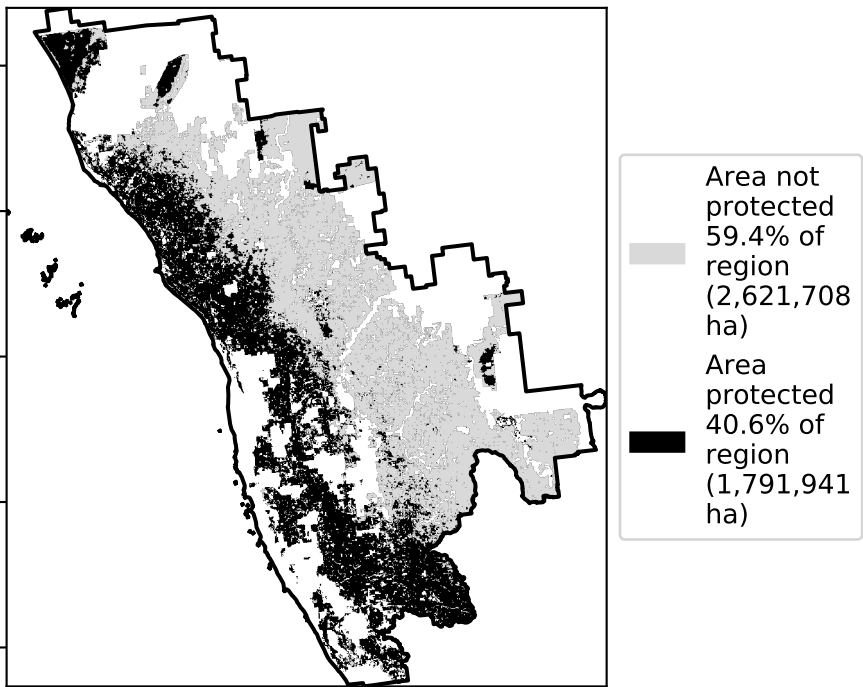 Area not
protected
59.4% of
region
(2,621,708
ha)
Area
protected
40.6% of
region
(1,791,941
ha)